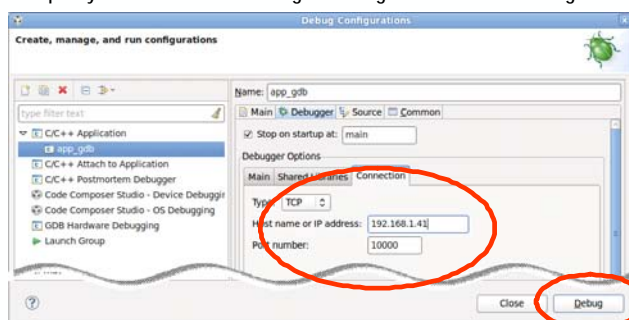 Debug Configurations
Create, manage, and run configurations
Name: app_gdb
type filter text
Main Debugger Source Common
C/C++ Application
app_gdb
C/C++ Attach to Application
C/C++ Postmortem Debugger
Code Composer Studio - Device Debuggir
Code Composer Studio - OS Debugging
GDB Hardware Debugging
Launch Group
Stop on startup at: main
Debugger Options
Main Shared Libraries Connection
Type: TCP
Host name or IP address: 192.168.1.41
Port number: 10000
Close Debug